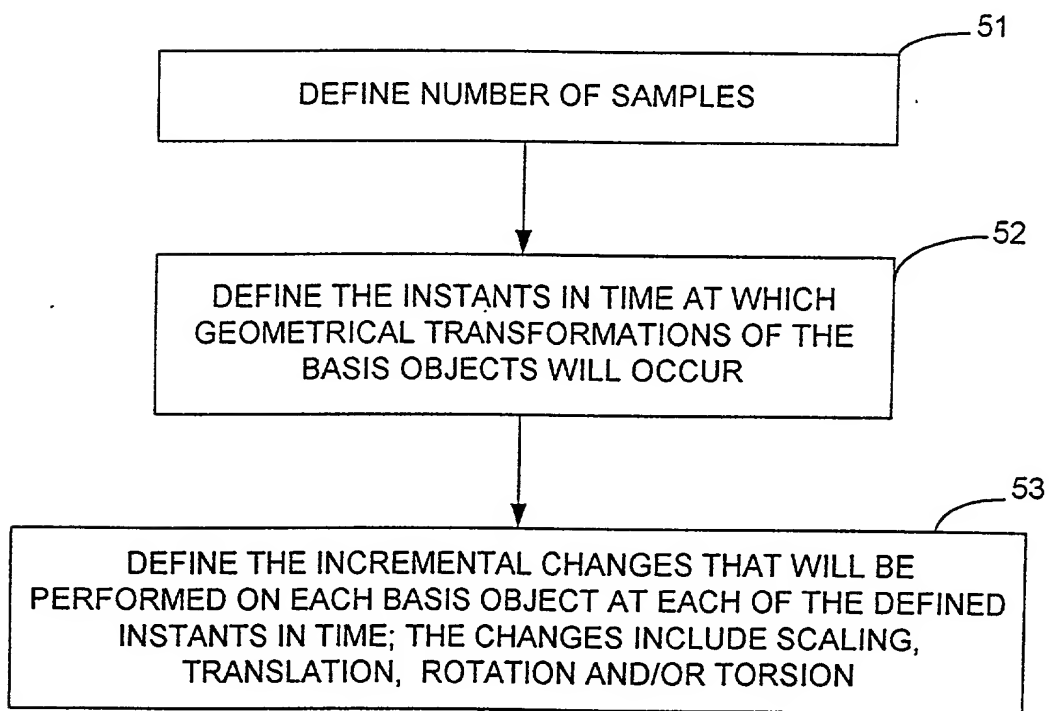 51
DEFINE NUMBER OF SAMPLES
52
DEFINE THE INSTANTS IN TIME AT WHICH
GEOMETRICAL TRANSFORMATIONS OF THE
BASIS OBJECTS WILL OCCUR
53
DEFINE THE INCREMENTAL CHANGES THAT WILL BE
PERFORMED ON EACH BASIS OBJECT AT EACH OF THE DEFINED
INSTANTS IN TIME; THE CHANGES INCLUDE SCALING,
TRANSLATION, ROTATION AND/OR TORSION